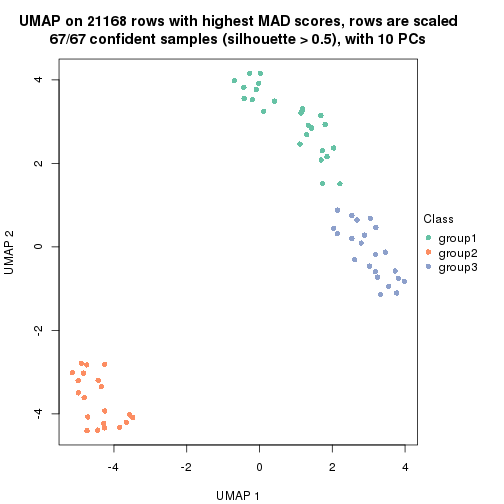 UMAP on 21168 rows with highest MAD scores, rows are scaled
67/67 confident samples (silhouette > 0.5), with 10 PCs
4
2
0
-2
-4
UMAP 2
-4
-2
0
2
4
UMAP 1
Class
group1
group2
group3